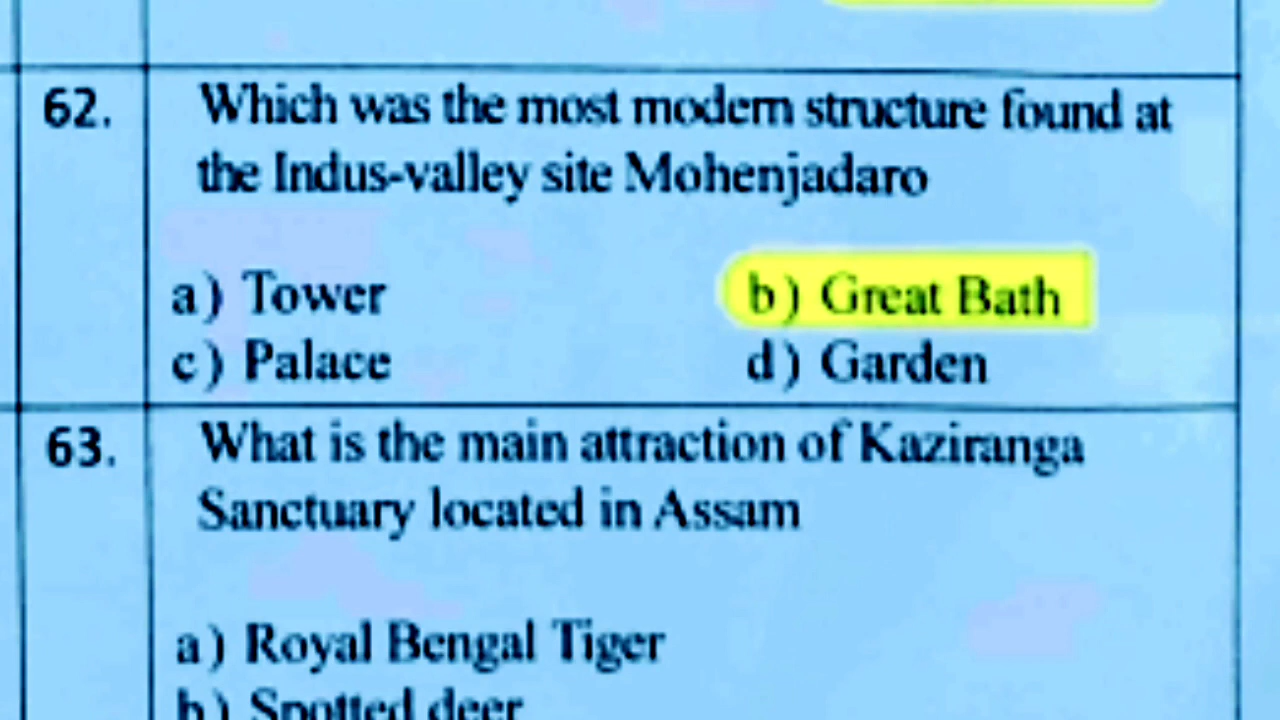 62. Which was the most modern structure found at
the Indus-valley site Mohenjadaro
a) Tower b) Great Bath
c) Palace d) Garden
63. What is the main attraction of Kaziranga
Sanctuary located in Assam
a) Royal Bengal Tiger
b) Spotted deer